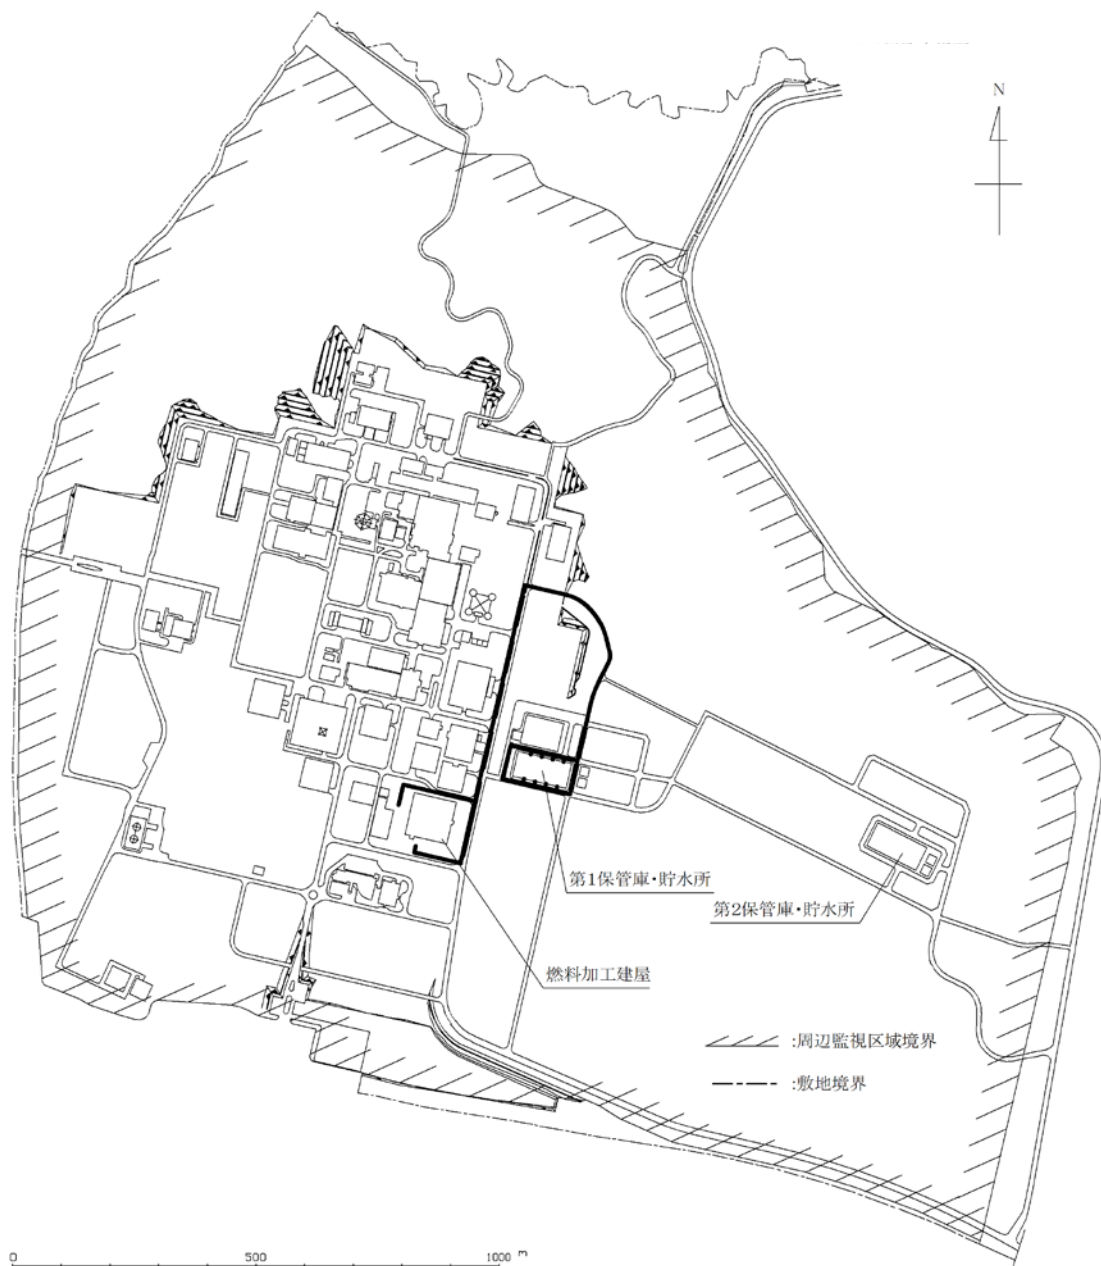 N
第1保管庫・貯水所
第2保管庫・貯水所
燃料加工建屋
:周辺監視区域境界
:敷地境界
0 500 1000 m